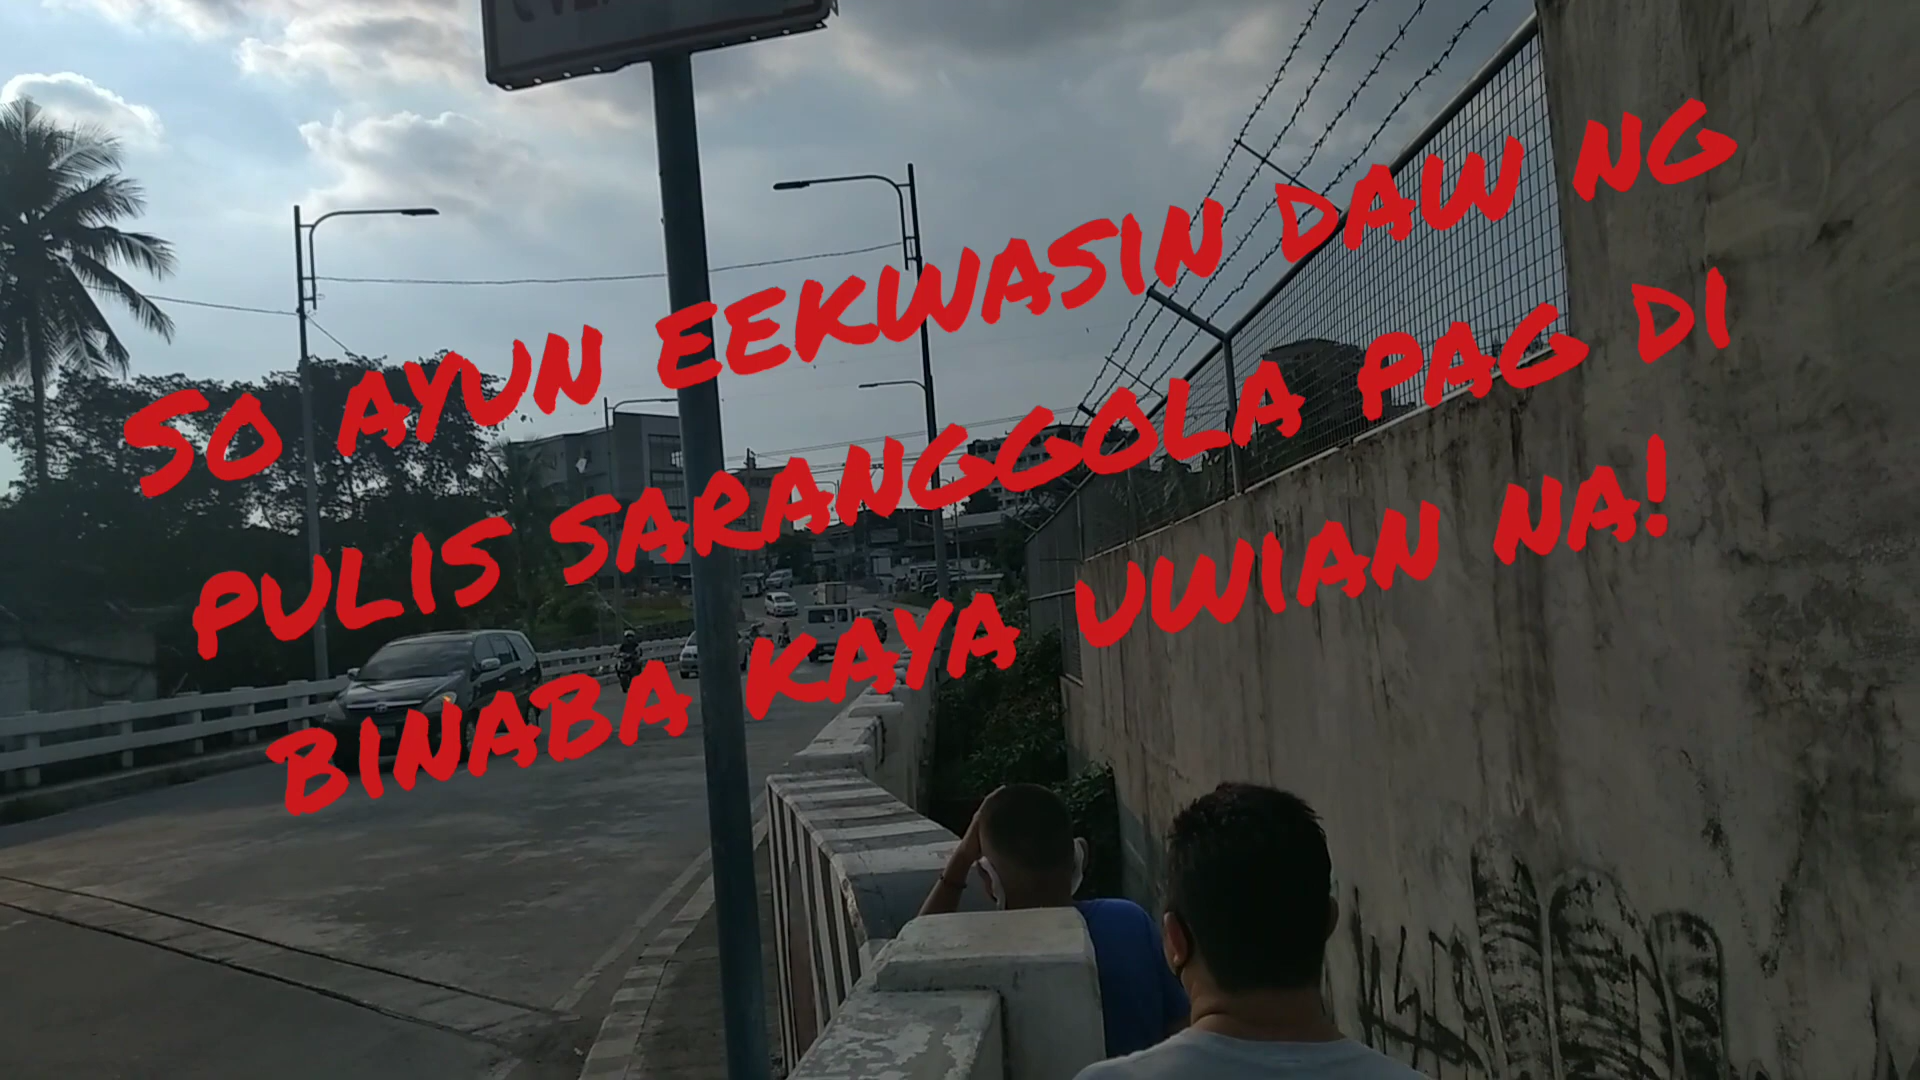 So ayun eekwasin daw ng
pulis saranggola pag di
binaba kaya uwian na!